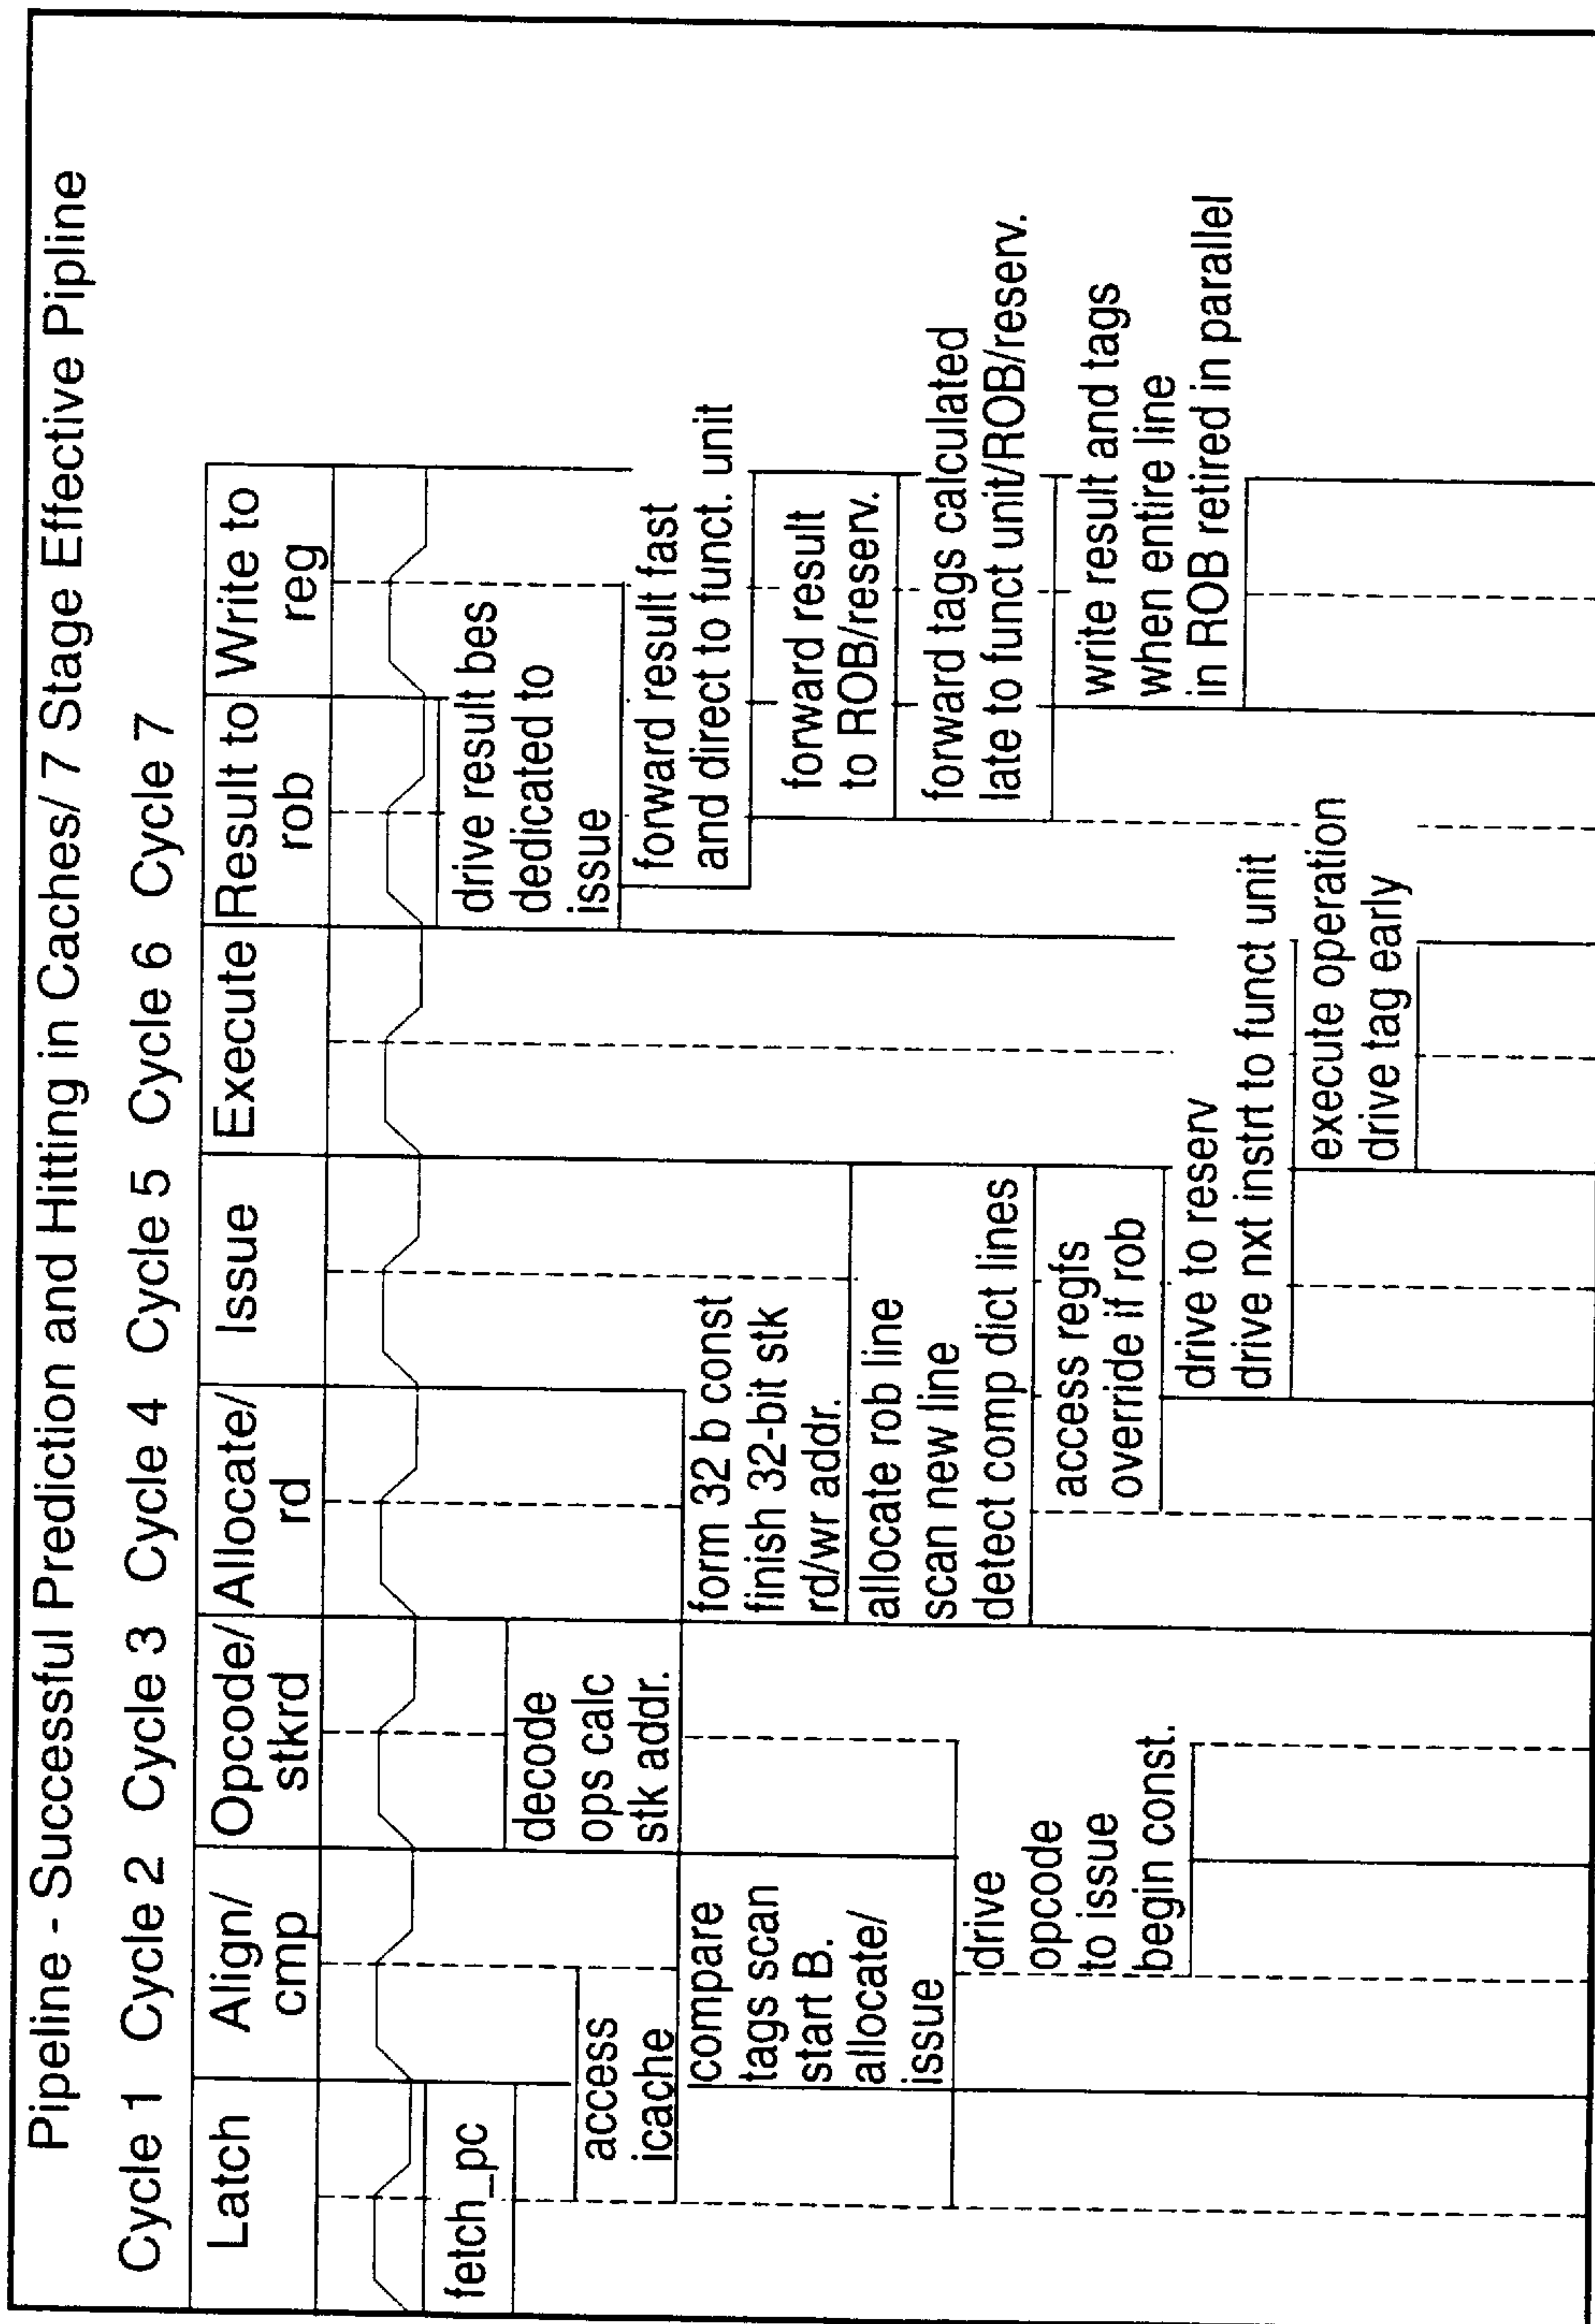 Pipeline - Successful Prediction and Hitting in Caches/ 7 Stage Effective Pipline
Cycle 1 Cycle 2 Cycle 3 Cycle 4 Cycle 5 Cycle 6 Cycle 7
Latch
Align/
cmp
Opcode/
stkrd
Allocate/
rd
Issue
Execute
Result to
rob
Write to
reg
fetch_pc
access
icache
compare
tags scan
start B.
allocate/
issue
drive
opcode
to issue
begin const.
decode
ops calc
stk addr.
form 32 b const
finish 32-bit stk
rd/wr addr.
allocate rob line
scan new line
detect comp dict lines
access regfs
override if rob
drive to reserv
drive nxt instrt to funct unit
execute operation
drive tag early
drive result bes
dedicated to
issue
forward result fast
and direct to funct. unit
forward result
to ROB/reserv.
forward tags calculated
late to funct unit/ROB/reserv.
write result and tags
when entire line
in ROB retired in parallel